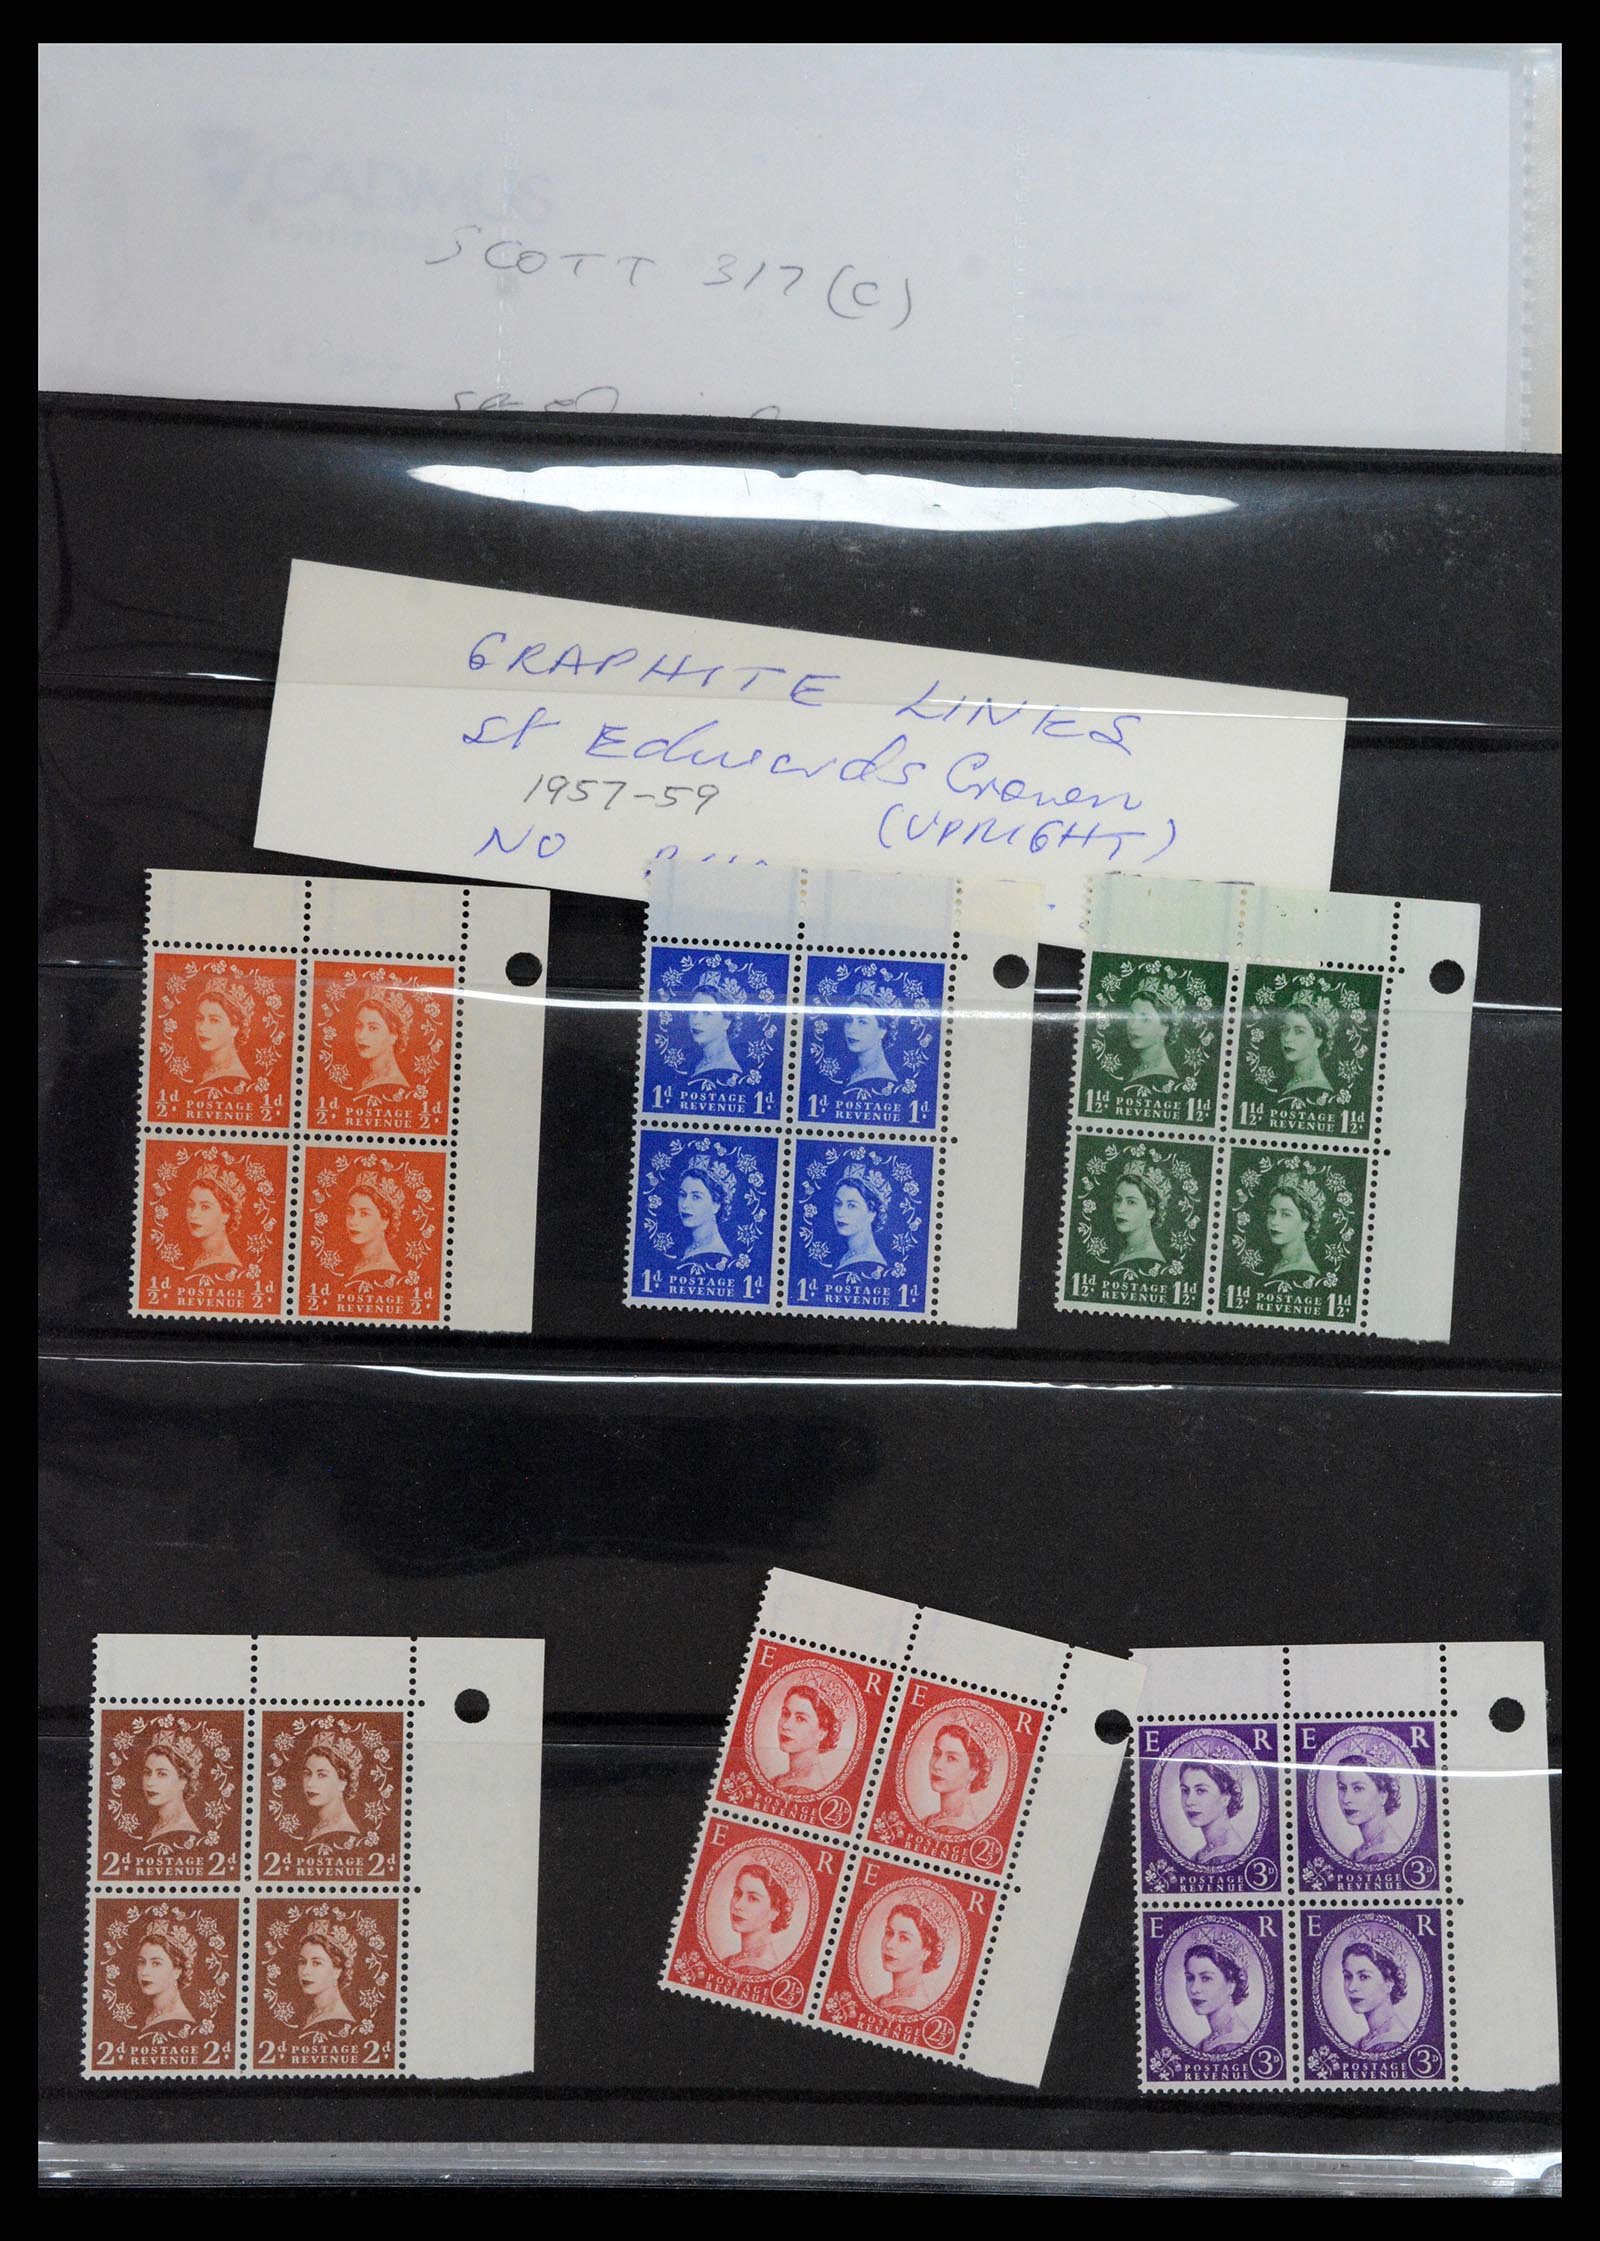 CADMUS
SCOTT 317 (C)
GRAPHITE LINES
St Edwards Crown
1957-59 (UPRIGHT)
NO
½d POSTAGE REVENUE ½d
½d POSTAGE REVENUE ½d
½d POSTAGE REVENUE ½d
½d POSTAGE REVENUE ½d
1d POSTAGE REVENUE 1d
1d POSTAGE REVENUE 1d
1d POSTAGE REVENUE 1d
1d POSTAGE REVENUE 1d
1½d POSTAGE REVENUE 1½d
1½d POSTAGE REVENUE 1½d
1½d POSTAGE REVENUE 1½d
1½d POSTAGE REVENUE 1½d
2d POSTAGE REVENUE 2d
2d POSTAGE REVENUE 2d
2d POSTAGE REVENUE 2d
2d POSTAGE REVENUE 2d
E R
POSTAGE REVENUE 2½D
E R
POSTAGE REVENUE 2½D
E R
POSTAGE REVENUE 2½D
E R
POSTAGE REVENUE 2½D
E R
POSTAGE REVENUE 3D
E R
POSTAGE REVENUE 3D
E R
POSTAGE REVENUE 3D
E R
POSTAGE REVENUE 3D